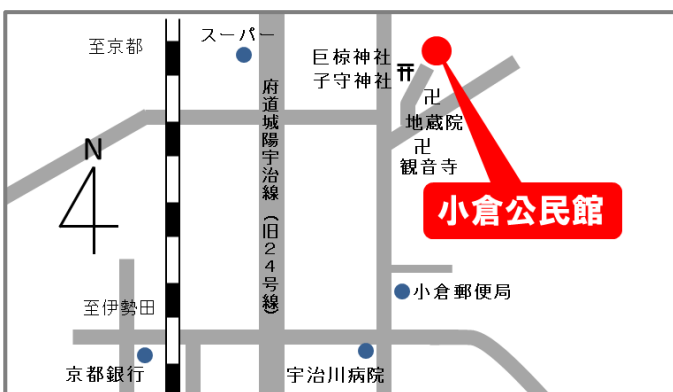 至京都
スーパー
巨椋神社
子守神社
卍
地蔵院
卍
観音寺
府道城陽宇治線（旧24号線）
N
小倉公民館
至伊勢田
小倉郵便局
京都銀行
宇治川病院